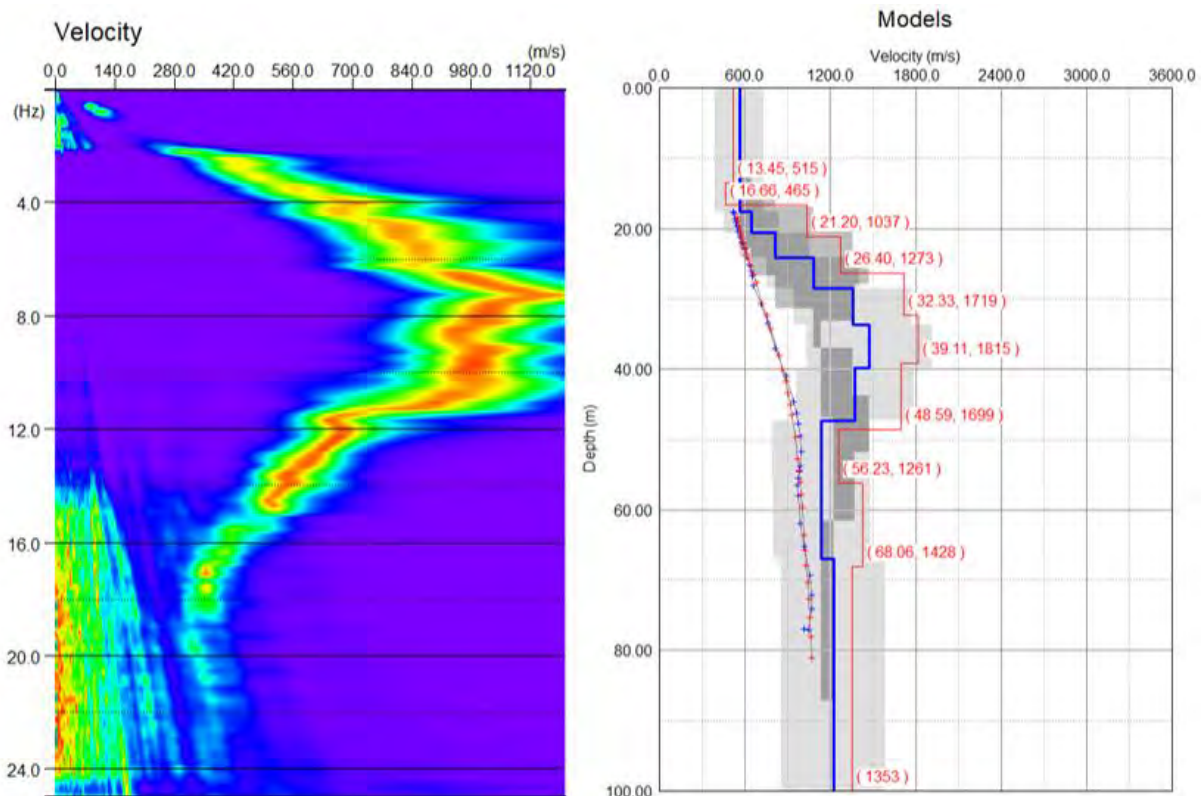 Velocity
(m/s)
0.0 140.0 280.0 420.0 560.0 700.0 840.0 980.0 1120.0
(Hz)
4.0
8.0
12.0
16.0
20.0
24.0
Models
Velocity (m/s)
0.0 600.0 1200.0 1800.0 2400.0 3000.0 3600.0
0.00
20.00
40.00
60.00
80.00
100.00
Depth (m)
( 13.45, 515 )
( 16.66, 465 )
( 21.20, 1037 )
( 26.40, 1273 )
( 32.33, 1719 )
( 39.11, 1815 )
( 48.59, 1699 )
( 56.23, 1261 )
( 68.06, 1428 )
( 1353 )